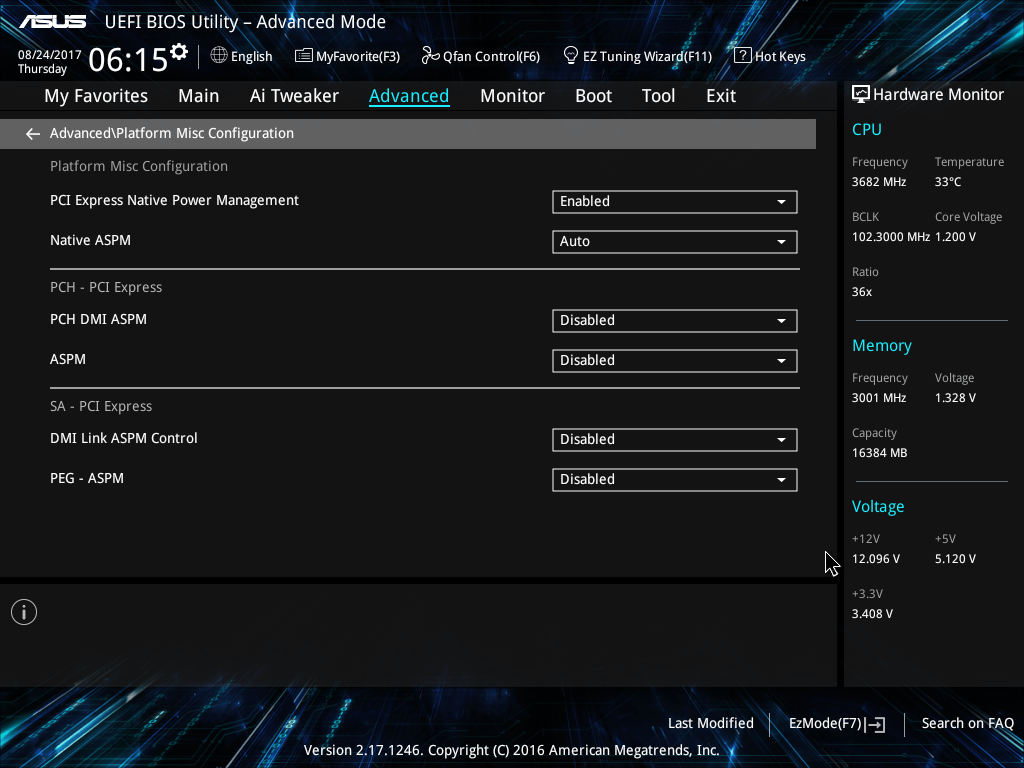 ASUS UEFI BIOS Utility – Advanced Mode
08/24/2017 Thursday 06:15 English MyFavorite(F3) Qfan Control(F6) EZ Tuning Wizard(F11) ? Hot Keys
My Favorites Main Ai Tweaker Advanced Monitor Boot Tool Exit
Advanced\Platform Misc Configuration
Platform Misc Configuration
PCI Express Native Power Management Enabled
Native ASPM Auto
PCH - PCI Express
PCH DMI ASPM Disabled
ASPM Disabled
SA - PCI Express
DMI Link ASPM Control Disabled
PEG - ASPM Disabled
Hardware Monitor
CPU
Frequency Temperature
3682 MHz 33°C
BCLK Core Voltage
102.3000 MHz 1.200 V
Ratio
36x
Memory
Frequency Voltage
3001 MHz 1.328 V
Capacity
16384 MB
Voltage
+12V +5V
12.096 V 5.120 V
+3.3V
3.408 V
Last Modified EzMode(F7) Search on FAQ
Version 2.17.1246. Copyright (C) 2016 American Megatrends, Inc.